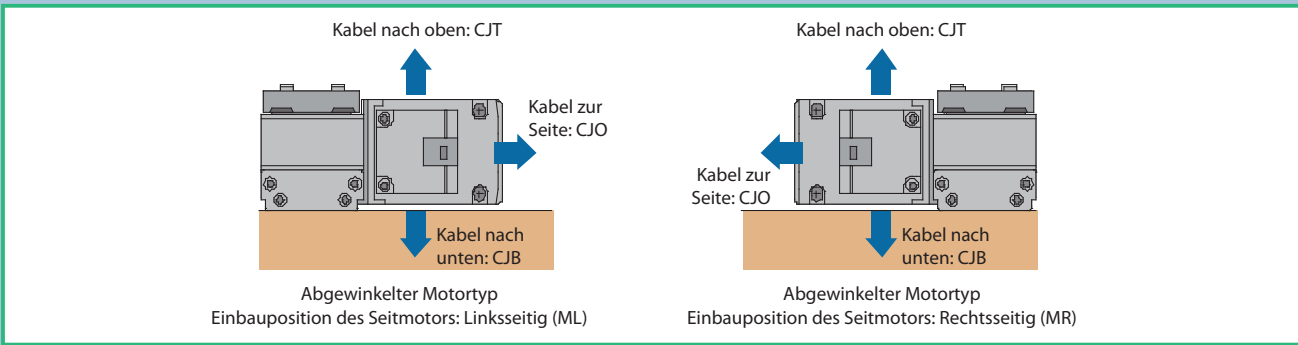 Kabel nach oben: CJT
Kabel zur
Seite: CJO
Kabel nach
unten: CJB
Abgewinkelter Motortyp
Einbauposition des Seitmotors: Linksseitig (ML)
Kabel nach oben: CJT
Kabel zur
Seite: CJO
Kabel nach
unten: CJB
Abgewinkelter Motortyp
Einbauposition des Seitmotors: Rechtsseitig (MR)